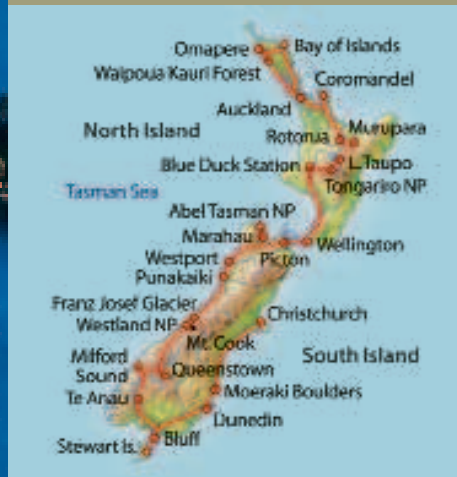 Omapere
Bay of Islands
Waipoua Kauri Forest
Coromandel
Auckland
North Island
Rotorua
Murupara
Blue Duck Station
L.Taupo
Tongariro NP
Tasman Sea
Abel Tasman NP
Marahau
Wellington
Picton
Westport
Punakaiki
Franz Josef Glacier
Westland NP
Christchurch
Mt. Cook
South Island
Milford
Sound
Queenstown
Te Anau
Moeraki Boulders
Dunedin
Bluff
Stewart Is.